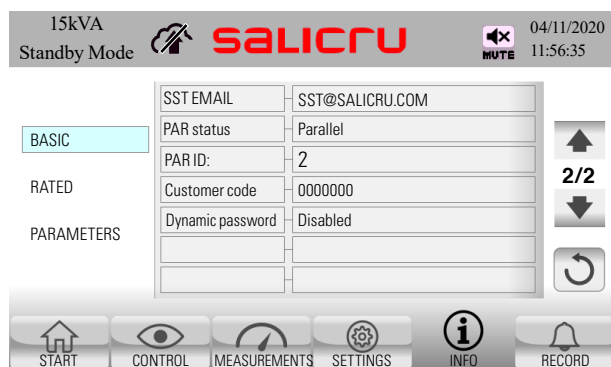 15kVA
Standby Mode
salicru
MUTE
04/11/2020
11:56:35
BASIC
RATED
PARAMETERS
SST EMAIL SST@SALICRU.COM
PAR status Parallel
PAR ID: 2
Customer code 0000000
Dynamic password Disabled
2/2
START CONTROL MEASUREMENTS SETTINGS INFO RECORD